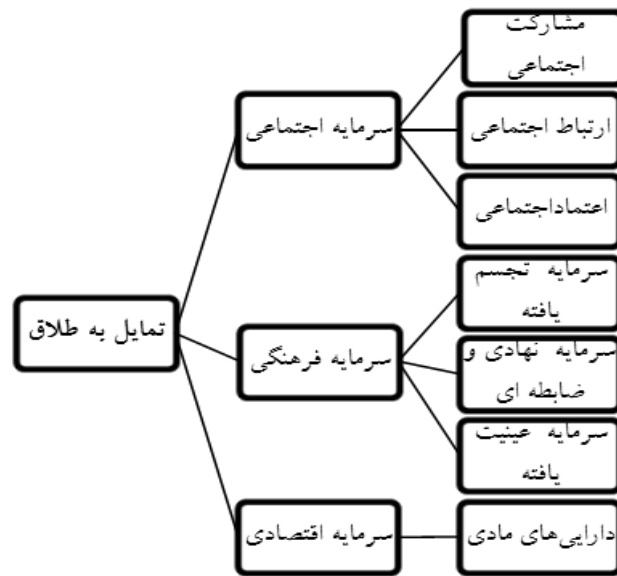 مشارکت
اجتماعی
سرمایه اجتماعی
ارتباط اجتماعی
اعتماداجتماعی
سرمایه تجسم
یافته
تمایل به طلاق
سرمایه فرهنگی
سرمایه نهادی و
ضابطه ای
سرمایه عینیت
یافته
سرمایه اقتصادی
دارایی‌های مادی